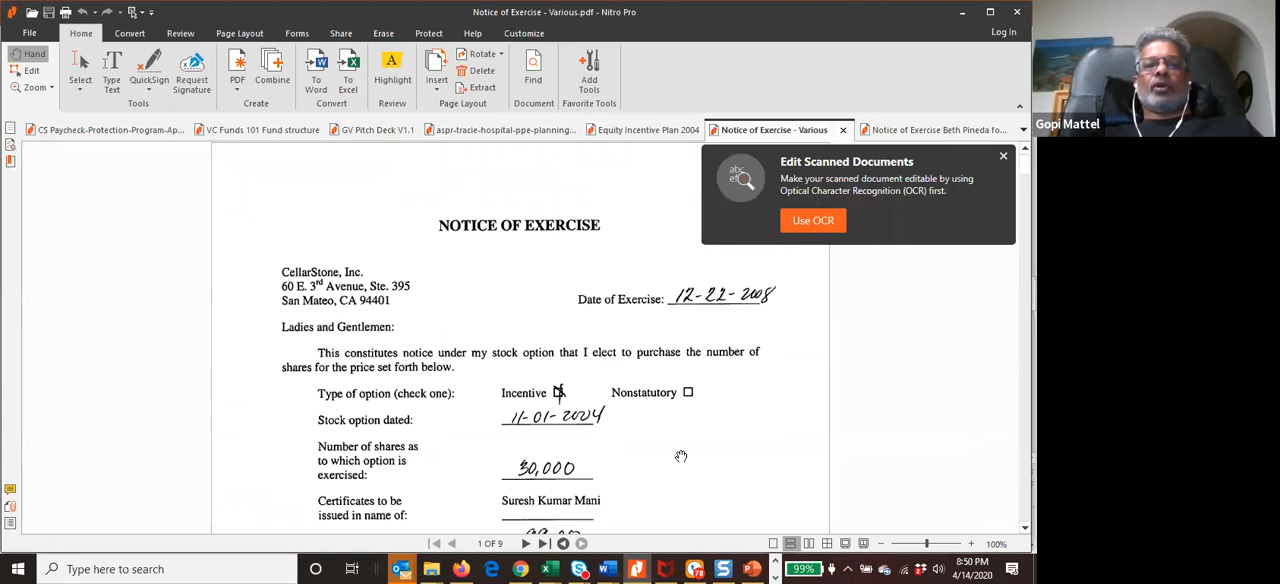 Notice of Exercise - Various.pdf - Nitro Pro
File Home Convert Review Page Layout Forms Share Erase Protect Help Customize Log In
Hand
Edit
Zoom
Select Type Text QuickSign Request Signature
Tools
PDF Combine
Create
To Word To Excel
Convert
Highlight
Review
Insert Rotate Delete Extract
Page Layout
Find
Document
Add Tools
Favorite Tools
CS Paycheck-Protection-Program-Ap... VC Funds 101 Fund structure GV Pitch Deck V1.1 aspr-tracie-hospital-ppe-planning... Equity Incentive Plan 2004 Notice of Exercise - Various Notice of Exercise Beth Pineda fo...
Gopi Mattel
Edit Scanned Documents
Make your scanned document editable by using
Optical Character Recognition (OCR) first.
Use OCR
NOTICE OF EXERCISE
CellarStone, Inc.
60 E. 3rd Avenue, Ste. 395
San Mateo, CA 94401
Date of Exercise: 12-22-2008
Ladies and Gentlemen:
This constitutes notice under my stock option that I elect to purchase the number of
shares for the price set forth below.
Type of option (check one): Incentive Nonstatutory
Stock option dated: 11-01-2004
Number of shares as
to which option is
exercised: 30,000
Certificates to be
issued in name of: Suresh Kumar Mani
1 OF 9
100%
Type here to search
99%
8:50 PM
4/14/2020